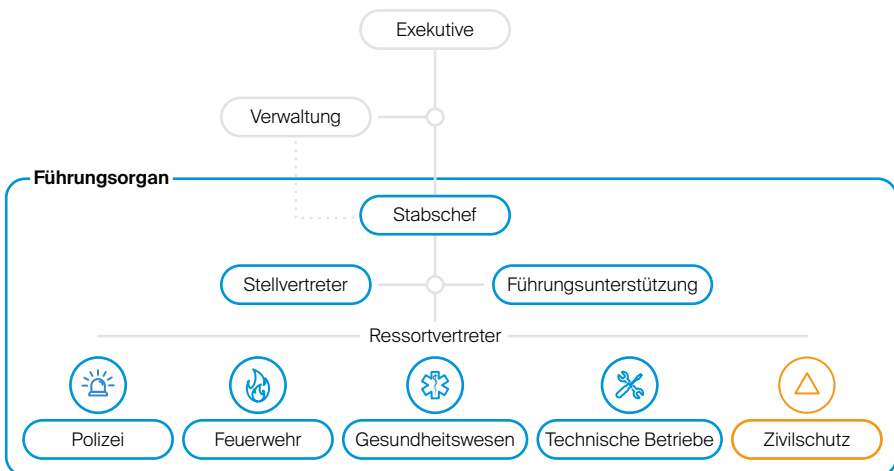 Exekutive
Verwaltung
Führungsorgan
Stabschef
Stellvertreter
Führungsunterstützung
Ressortvertreter
Polizei
Feuerwehr
Gesundheitswesen
Technische Betriebe
Zivilschutz